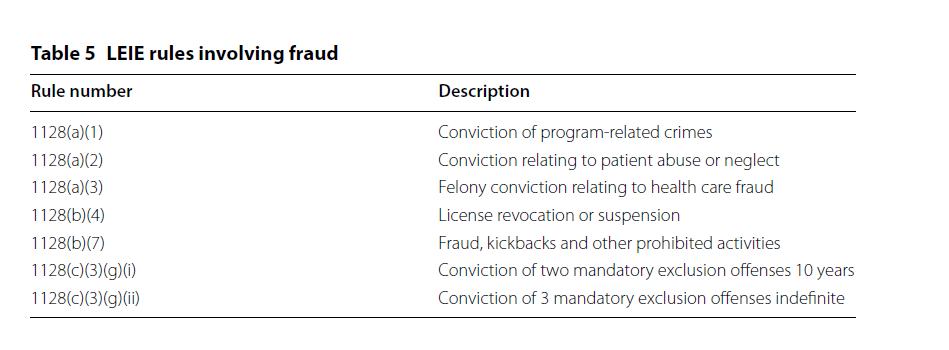 Table 5 LEIE rules involving fraud
Rule number Description
1128(a)(1) Conviction of program-related crimes
1128(a)(2) Conviction relating to patient abuse or neglect
1128(a)(3) Felony conviction relating to health care fraud
1128(b)(4) License revocation or suspension
1128(b)(7) Fraud, kickbacks and other prohibited activities
1128(c)(3)(g)(i) Conviction of two mandatory exclusion offenses 10 years
1128(c)(3)(g)(ii) Conviction of 3 mandatory exclusion offenses indefinite